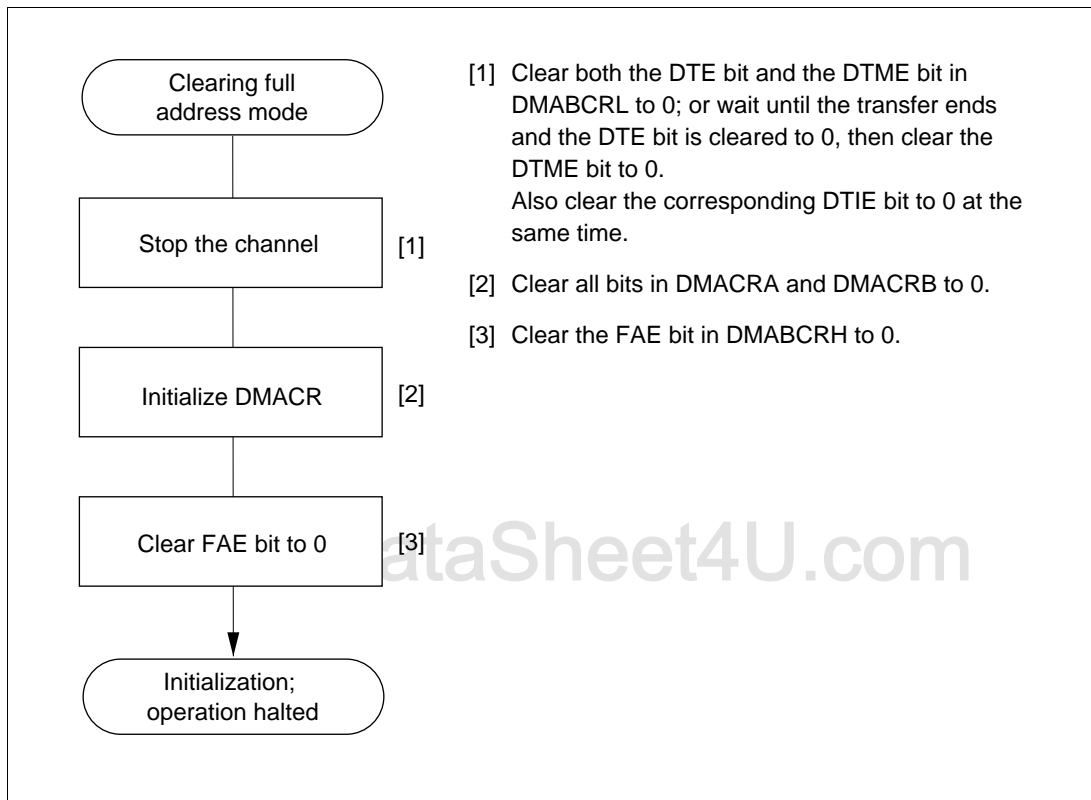 Clearing full
address mode
Stop the channel
[1]
Initialize DMACR
[2]
Clear FAE bit to 0
[3]
Initialization;
operation halted
[1] Clear both the DTE bit and the DTME bit in
DMABCRL to 0; or wait until the transfer ends
and the DTE bit is cleared to 0, then clear the
DTME bit to 0.
Also clear the corresponding DTIE bit to 0 at the
same time.
[2] Clear all bits in DMACRA and DMACRB to 0.
[3] Clear the FAE bit in DMABCRH to 0.
ataSheet4U.com